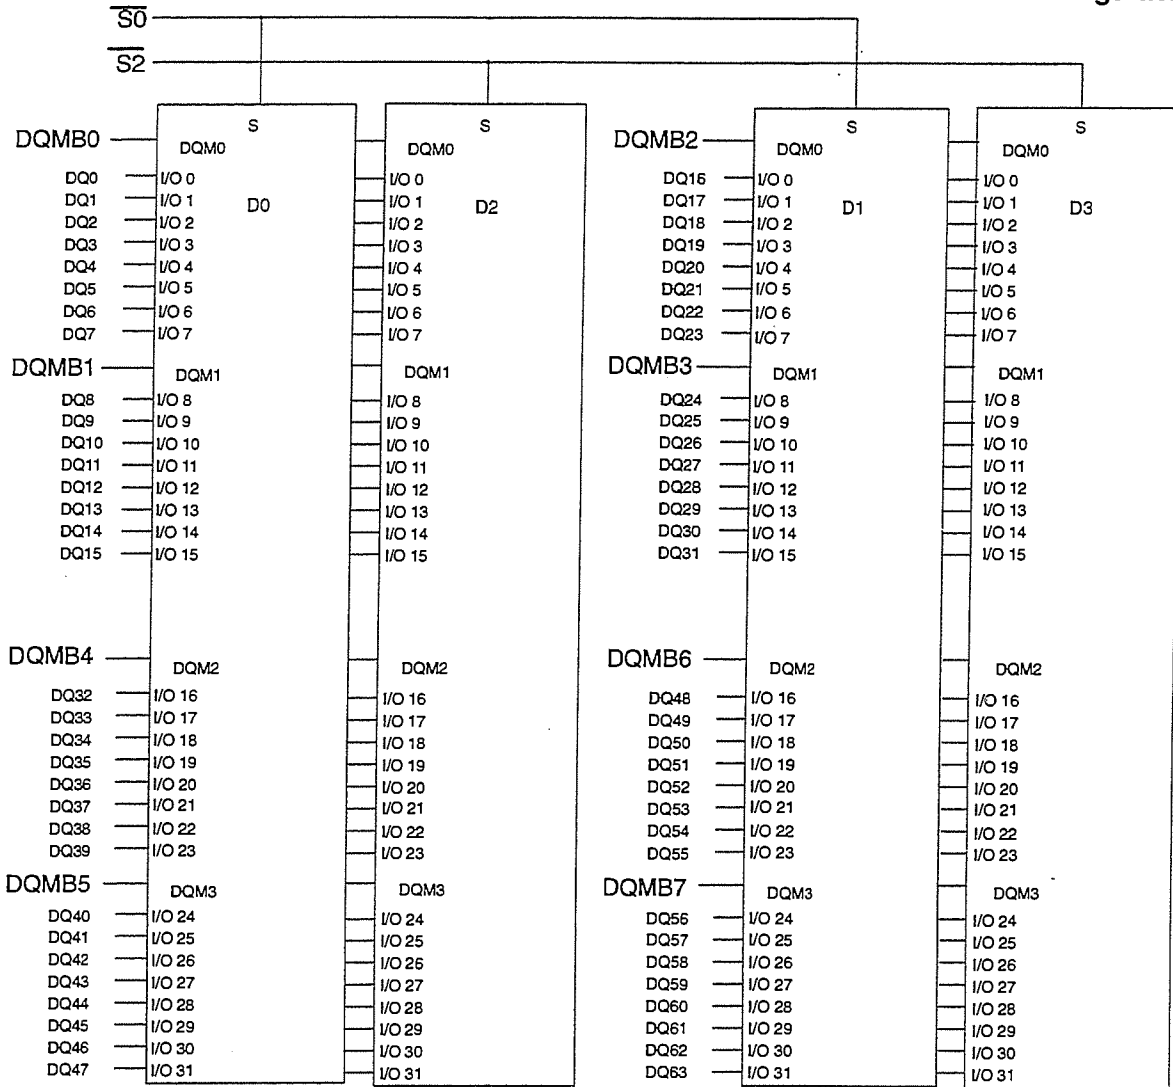 S0
S2
S S S S
DQMB0 DQM0 DQM0 DQMB2 DQM0 DQM0
DQ0 I/O 0 I/O 0 DQ16 I/O 0 I/O 0
DQ1 I/O 1 D0 I/O 1 D2 DQ17 I/O 1 D1 I/O 1 D3
DQ2 I/O 2 I/O 2 DQ18 I/O 2 I/O 2
DQ3 I/O 3 I/O 3 DQ19 I/O 3 I/O 3
DQ4 I/O 4 I/O 4 DQ20 I/O 4 I/O 4
DQ5 I/O 5 I/O 5 DQ21 I/O 5 I/O 5
DQ6 I/O 6 I/O 6 DQ22 I/O 6 I/O 6
DQ7 I/O 7 I/O 7 DQ23 I/O 7 I/O 7
DQMB1 DQM1 DQM1 DQMB3 DQM1 DQM1
DQ8 I/O 8 I/O 8 DQ24 I/O 8 I/O 8
DQ9 I/O 9 I/O 9 DQ25 I/O 9 I/O 9
DQ10 I/O 10 I/O 10 DQ26 I/O 10 I/O 10
DQ11 I/O 11 I/O 11 DQ27 I/O 11 I/O 11
DQ12 I/O 12 I/O 12 DQ28 I/O 12 I/O 12
DQ13 I/O 13 I/O 13 DQ29 I/O 13 I/O 13
DQ14 I/O 14 I/O 14 DQ30 I/O 14 I/O 14
DQ15 I/O 15 I/O 15 DQ31 I/O 15 I/O 15
DQMB4 DQM2 DQM2 DQMB6 DQM2 DQM2
DQ32 I/O 16 I/O 16 DQ48 I/O 16 I/O 16
DQ33 I/O 17 I/O 17 DQ49 I/O 17 I/O 17
DQ34 I/O 18 I/O 18 DQ50 I/O 18 I/O 18
DQ35 I/O 19 I/O 19 DQ51 I/O 19 I/O 19
DQ36 I/O 20 I/O 20 DQ52 I/O 20 I/O 20
DQ37 I/O 21 I/O 21 DQ53 I/O 21 I/O 21
DQ38 I/O 22 I/O 22 DQ54 I/O 22 I/O 22
DQ39 I/O 23 I/O 23 DQ55 I/O 23 I/O 23
DQMB5 DQM3 DQM3 DQMB7 DQM3 DQM3
DQ40 I/O 24 I/O 24 DQ56 I/O 24 I/O 24
DQ41 I/O 25 I/O 25 DQ57 I/O 25 I/O 25
DQ42 I/O 26 I/O 26 DQ58 I/O 26 I/O 26
DQ43 I/O 27 I/O 27 DQ59 I/O 27 I/O 27
DQ44 I/O 28 I/O 28 DQ60 I/O 28 I/O 28
DQ45 I/O 29 I/O 29 DQ61 I/O 29 I/O 29
DQ46 I/O 30 I/O 30 DQ62 I/O 30 I/O 30
DQ47 I/O 31 I/O 31 DQ63 I/O 31 I/O 31